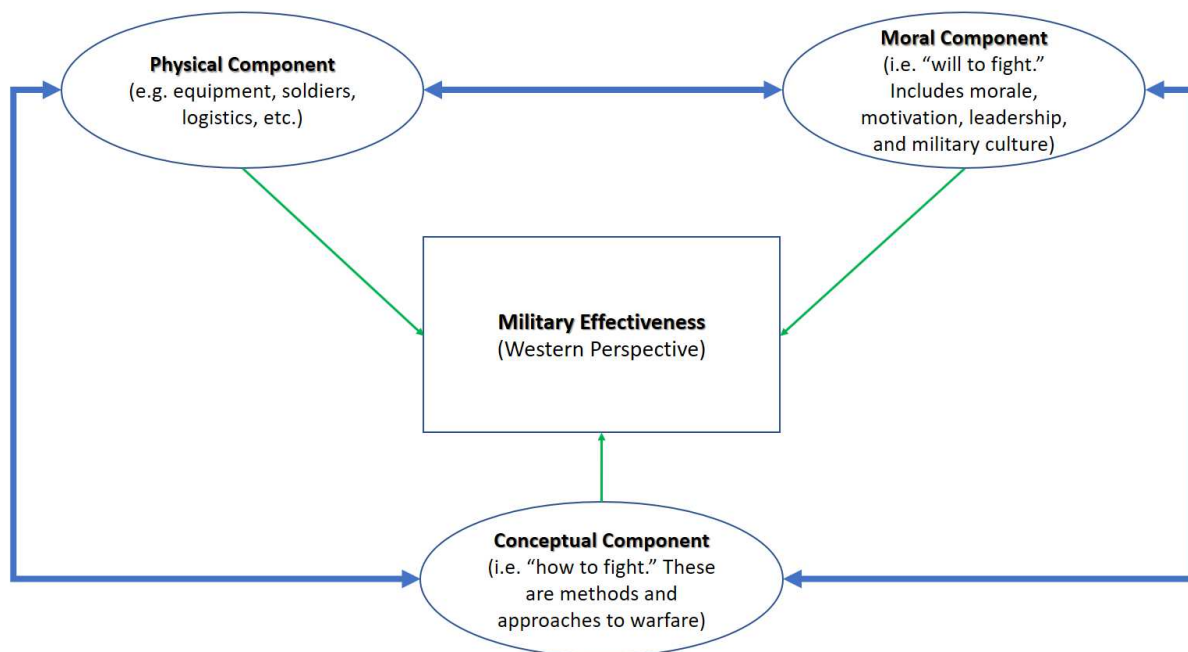 Physical Component
(e.g. equipment, soldiers,
logistics, etc.)
Moral Component
(i.e. “will to fight.”
Includes morale,
motivation, leadership,
and military culture)
Military Effectiveness
(Western Perspective)
Conceptual Component
(i.e. “how to fight.” These
are methods and
approaches to warfare)